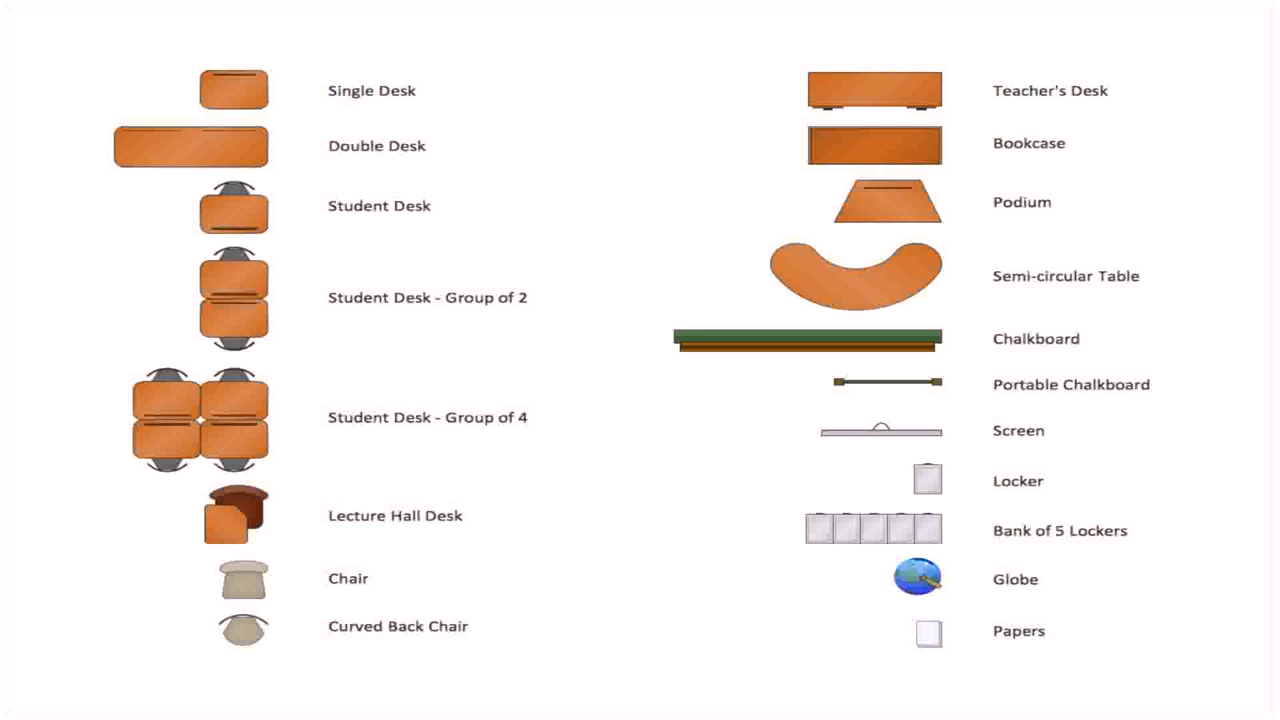 Single Desk
Double Desk
Student Desk
Student Desk - Group of 2
Student Desk - Group of 4
Lecture Hall Desk
Chair
Curved Back Chair
Teacher's Desk
Bookcase
Podium
Semi-circular Table
Chalkboard
Portable Chalkboard
Screen
Locker
Bank of 5 Lockers
Globe
Papers